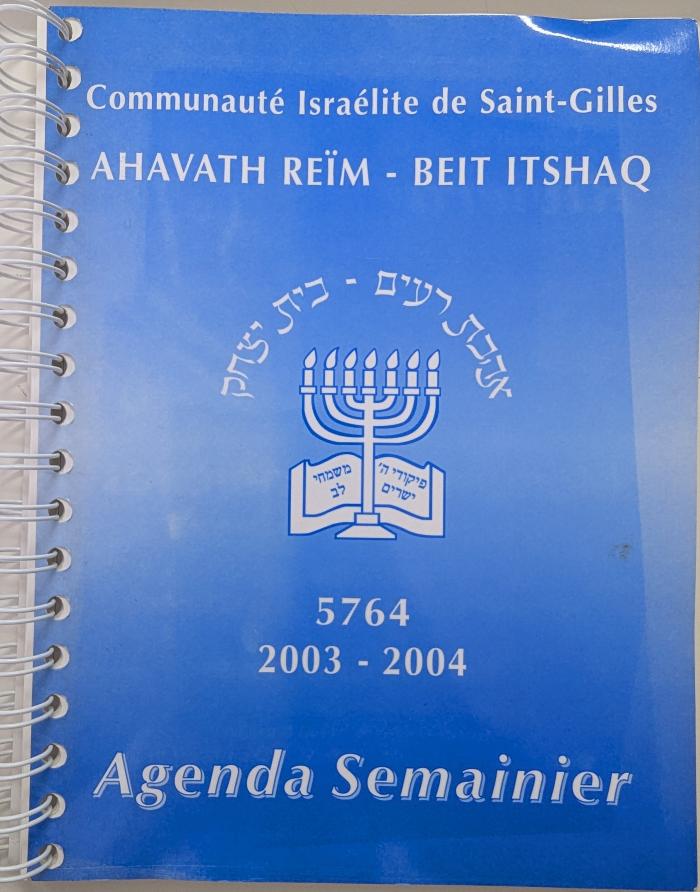 Communauté Israélite de Saint-Gilles
AHAVATH REÏM - BEIT ITSHAQ
אהבת רעים - בית יצחק
פיקודי ה׳
ישרים
משמחי
לב
5764
2003 - 2004
Agenda Semainier